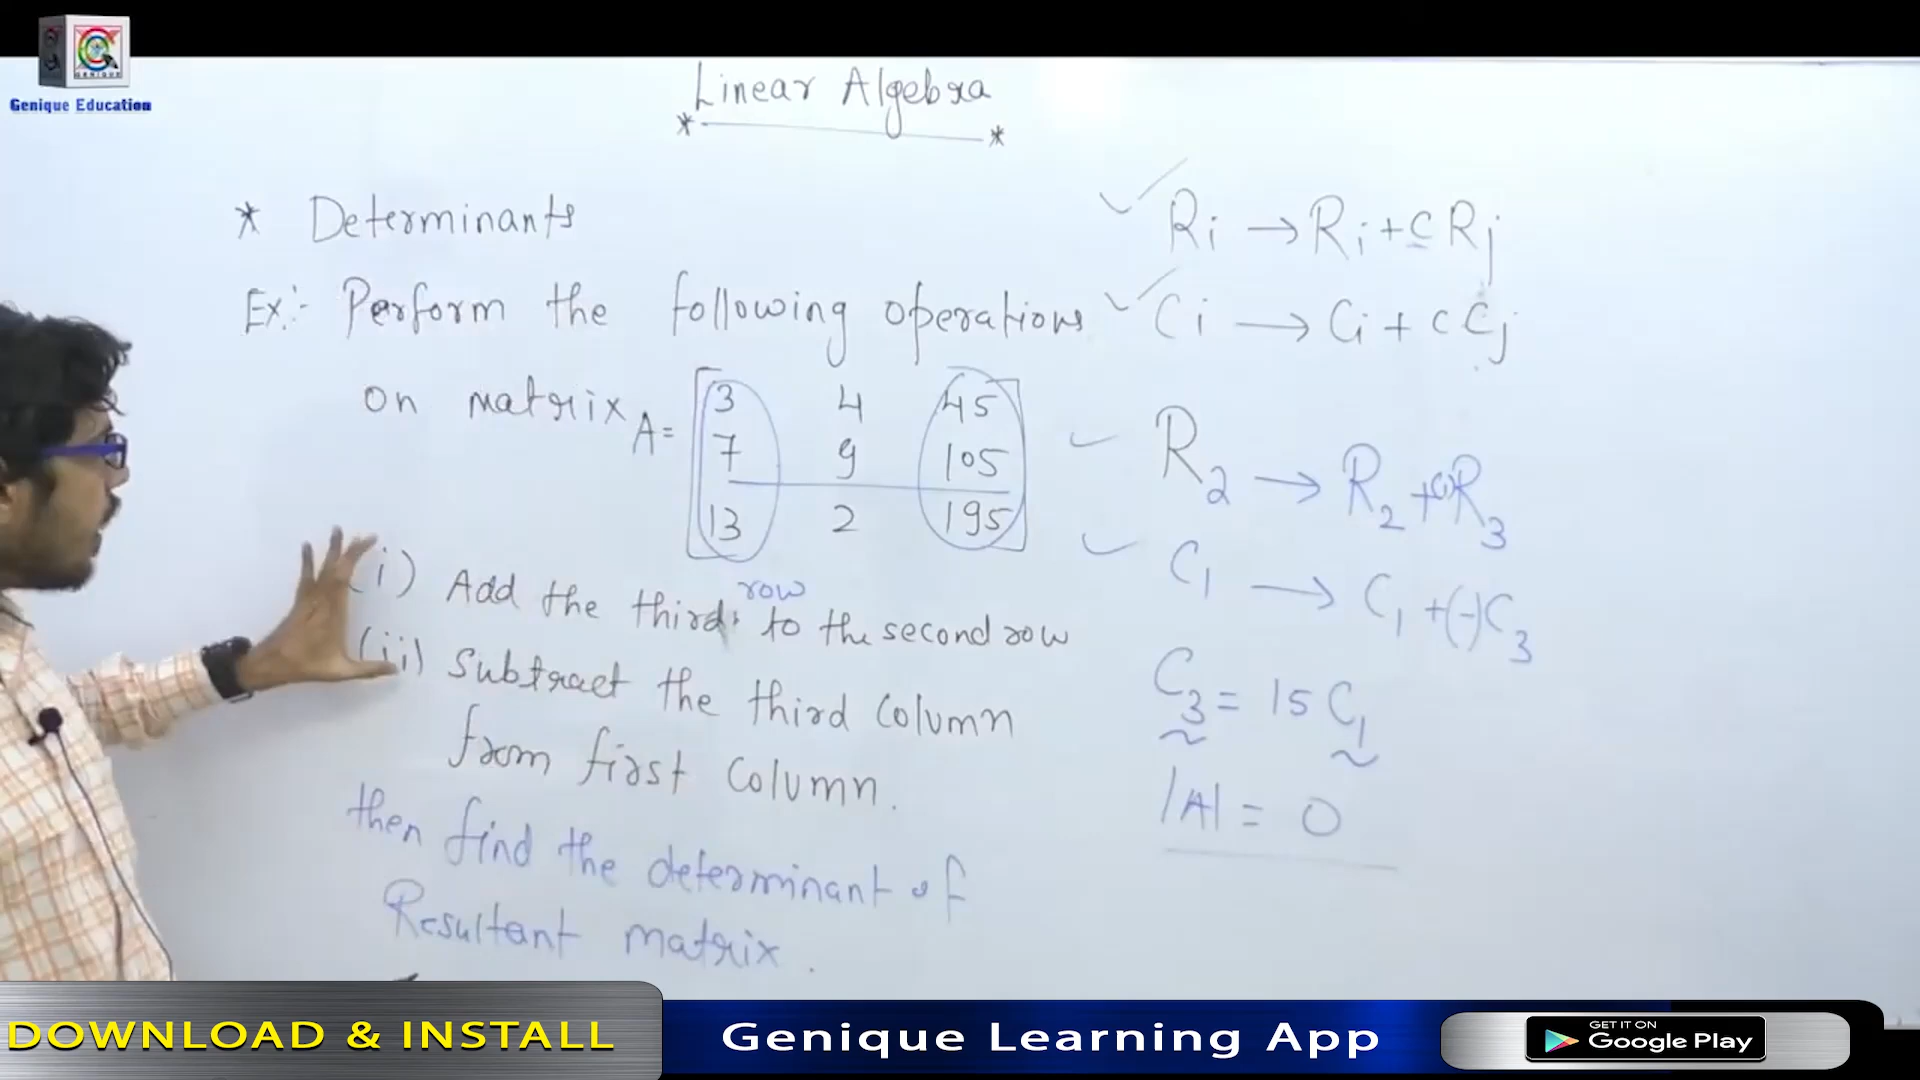 GENIQUE
Genique Education
Linear Algebra
* *
* Determinants
Ex:- Perform the following operations
on matrix A = [3 4 45
7 9 105
13 2 195]
(i) Add the third row to the second row
(ii) Subtract the third column
from first column.
then find the determinant of
Resultant matrix.
✓ Ri → Ri + c Rj
✓ Ci → Ci + c Cj
✓ R2 → R2 + (1)R3
✓ C1 → C1 + (-)C3
C3 = 15 C1
|A| = 0
DOWNLOAD & INSTALL
Genique Learning App
GET IT ON
Google Play